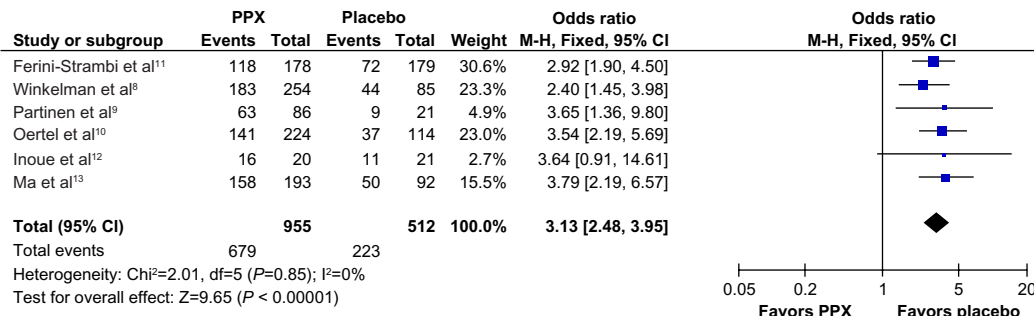 PPX Placebo Odds ratio Odds ratio
Study or subgroup Events Total Events Total Weight M-H, Fixed, 95% CI M-H, Fixed, 95% CI
Ferini-Strambi et al¹¹ 118 178 72 179 30.6% 2.92 [1.90, 4.50]
Winkelman et al⁸ 183 254 44 85 23.3% 2.40 [1.45, 3.98]
Partinen et al⁹ 63 86 9 21 4.9% 3.65 [1.36, 9.80]
Oertel et al¹⁰ 141 224 37 114 23.0% 3.54 [2.19, 5.69]
Inoue et al¹² 16 20 11 21 2.7% 3.64 [0.91, 14.61]
Ma et al¹³ 158 193 50 92 15.5% 3.79 [2.19, 6.57]
Total (95% CI) 955 512 100.0% 3.13 [2.48, 3.95]
Total events 679 223
Heterogeneity: Chi²=2.01, df=5 (P=0.85); I²=0%
Test for overall effect: Z=9.65 (P < 0.00001)
0.05 0.2 1 5 20
Favors PPX Favors placebo